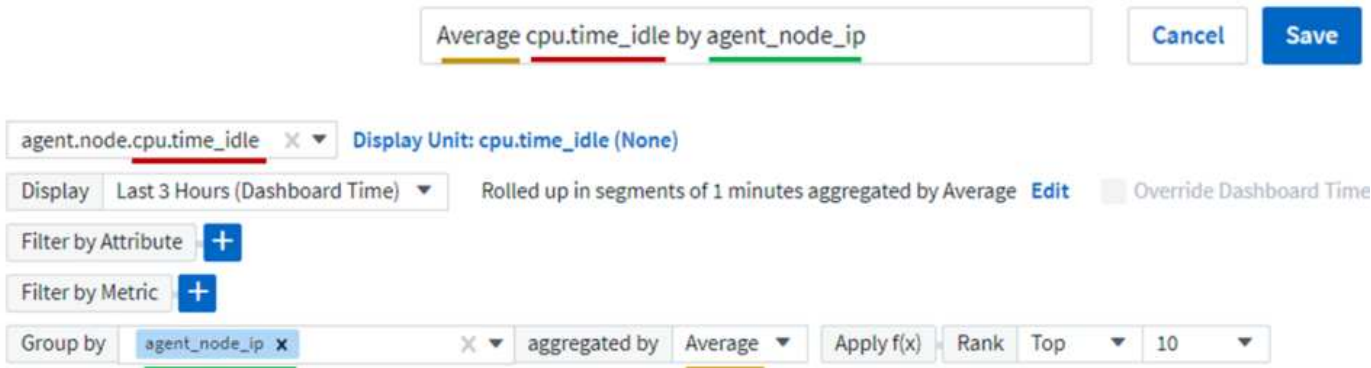 Average cpu.time_idle by agent_node_ip Cancel Save
agent.node.cpu.time_idle Display Unit: cpu.time_idle (None)
Display Last 3 Hours (Dashboard Time) Rolled up in segments of 1 minutes aggregated by Average Edit Override Dashboard Time
Filter by Attribute +
Filter by Metric +
Group by agent_node_ip x aggregated by Average Apply f(x) Rank Top 10